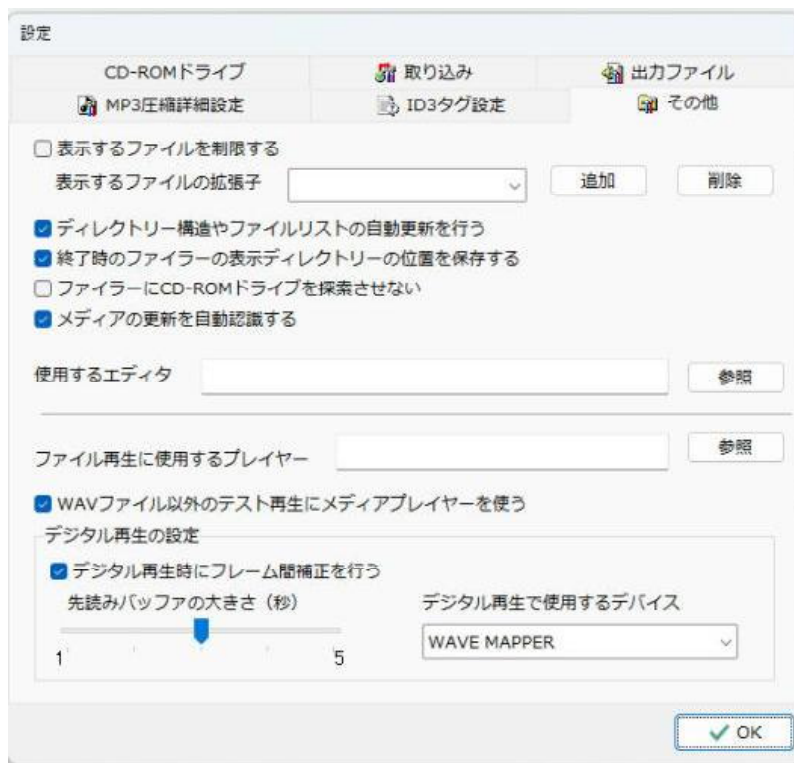 設定
CD-ROMドライブ 取り込み 出力ファイル
MP3圧縮詳細設定 ID3タグ設定 その他
表示するファイルを制限する
表示するファイルの拡張子 追加 削除
ディレクトリー構造やファイルリストの自動更新を行う
終了時のファイラーの表示ディレクトリーの位置を保存する
ファイラーにCD-ROMドライブを探索させない
メディアの更新を自動認識する
使用するエディタ 参照
ファイル再生に使用するプレイヤー 参照
WAVファイル以外のテスト再生にメディアプレイヤーを使う
デジタル再生の設定
デジタル再生時にフレーム間補正を行う
先読みバッファの大きさ（秒） デジタル再生で使用するデバイス
WAVE MAPPER
1 5
OK